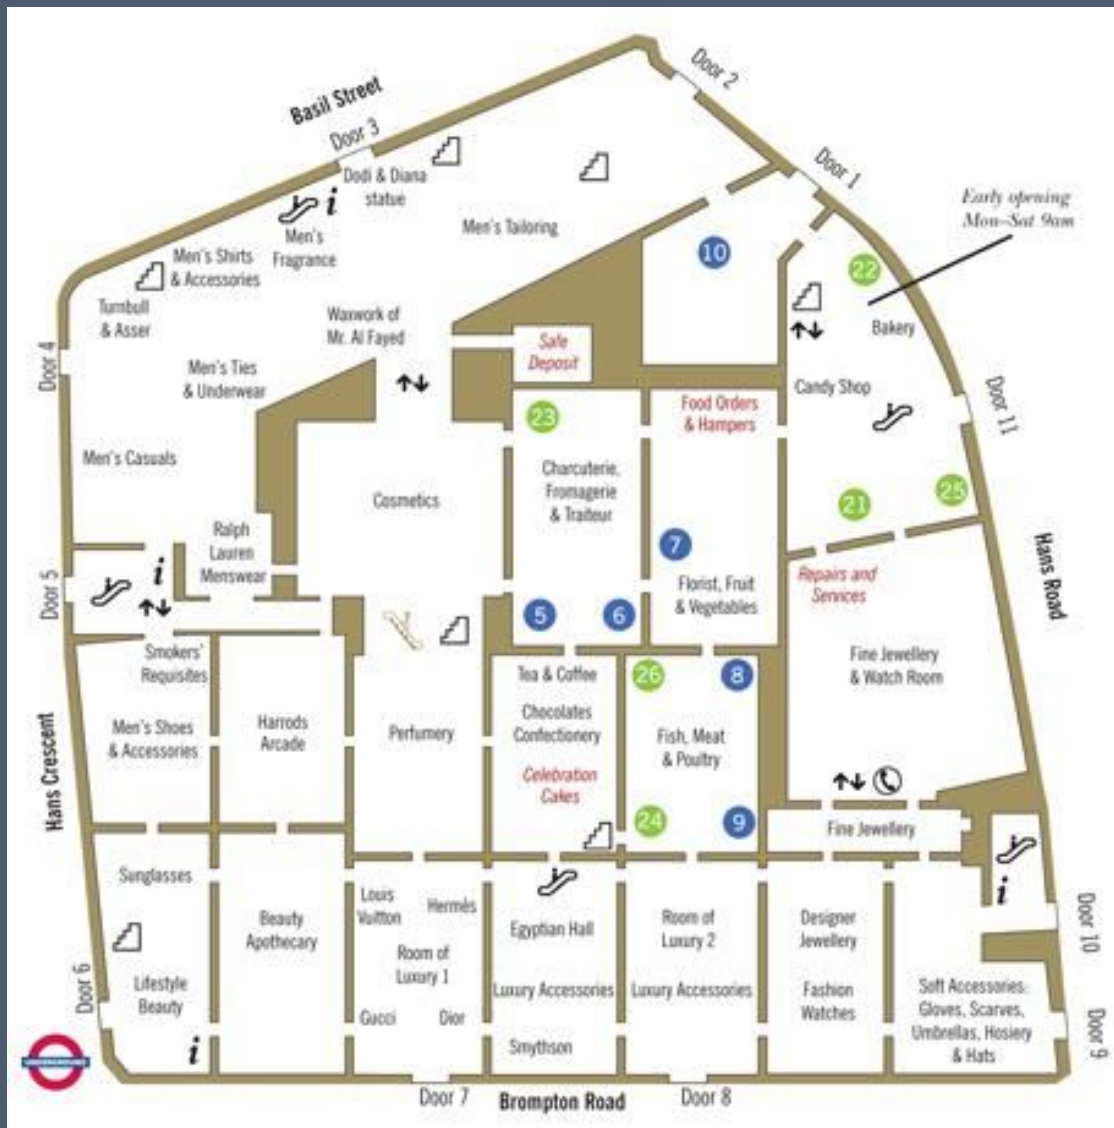 Basil Street
Door 3
Door 2
Door 1
Dodi & Diana
statue
i
Men's
Fragrance
Men's Shirts
& Accessories
Men's Tailoring
Early opening
Mon–Sat 9am
10
22
Turnbull
& Asser
Waxwork of
Mr. Al Fayed
Bakery
Safe
Deposit
Door 4
Men's Ties
& Underwear
Candy Shop
Door 11
23
Food Orders
& Hampers
Men's Casuals
Charcuterie,
Fromagerie
& Traiteur
Cosmetics
21
25
Ralph
Lauren
Menswear
7
Hans Road
Door 5
i
Repairs and
Services
Florist, Fruit
& Vegetables
5
6
Smokers'
Requisites
Fine Jewellery
& Watch Room
Tea & Coffee
26
8
Hans Crescent
Men's Shoes
& Accessories
Harrods
Arcade
Perfumery
Chocolates
Confectionery
Fish, Meat
& Poultry
Celebration
Cakes
24
9
Fine Jewellery
Sunglasses
i
Louis
Vuitton
Hermés
Beauty
Apothecary
Egyptian Hall
Room of
Luxury 2
Designer
Jewellery
Door 10
Room of
Luxury 1
Door 6
Lifestyle
Beauty
Luxury Accessories
Luxury Accessories
Fashion
Watches
Soft Accessories:
Gloves, Scarves,
Umbrellas, Hosiery
& Hats
Gucci
Dior
Door 9
Smythson
i
UNDERGROUND
Door 7
Brompton Road
Door 8